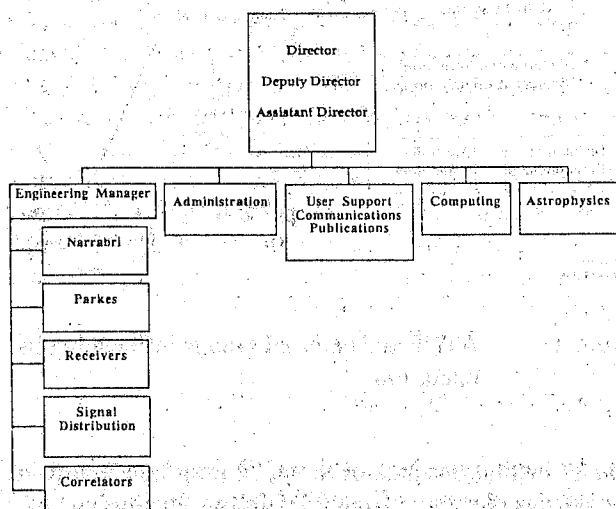 Director
Deputy Director
Assistant Director
Engineering Manager
Administration
User Support
Communications
Publications
Computing
Astrophysics
Narrabri
Parkes
Receivers
Signal
Distribution
Correlators